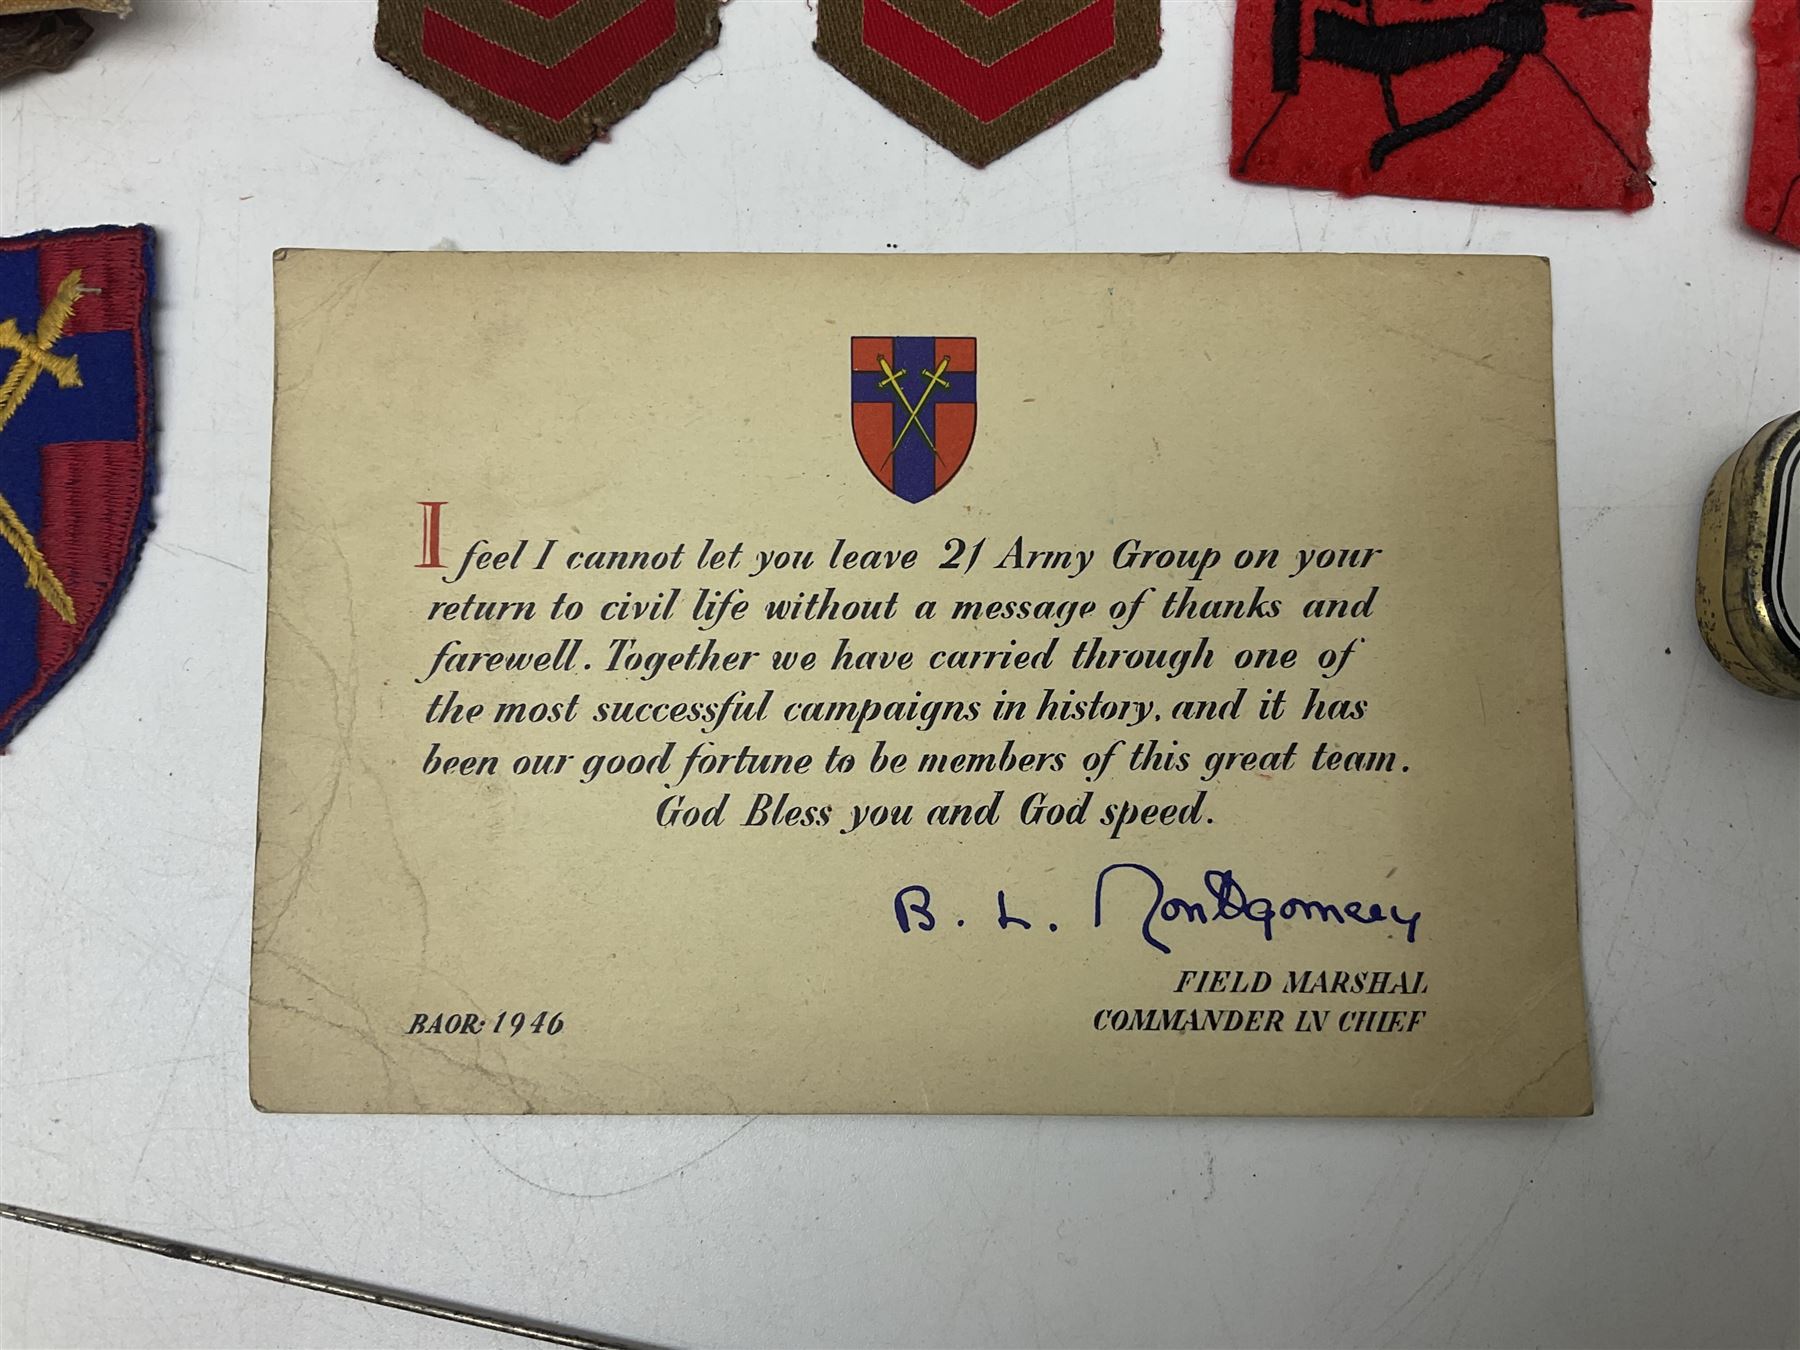 I feel I cannot let you leave 21 Army Group on your
return to civil life without a message of thanks and
farewell. Together we have carried through one of
the most successful campaigns in history, and it has
been our good fortune to be members of this great team.
God Bless you and God speed.
B. L. Montgomery
FIELD MARSHAL
COMMANDER IN CHIEF
BAOR: 1946